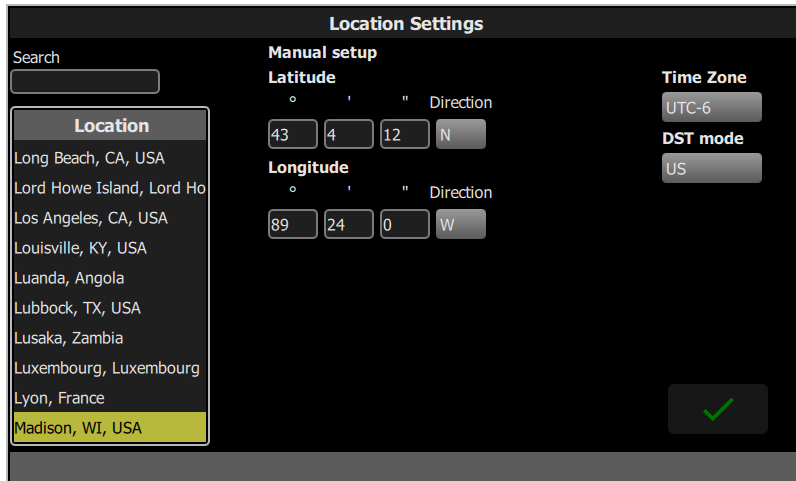 Location Settings
Search
Location
Long Beach, CA, USA
Lord Howe Island, Lord Ho
Los Angeles, CA, USA
Louisville, KY, USA
Luanda, Angola
Lubbock, TX, USA
Lusaka, Zambia
Luxembourg, Luxembourg
Lyon, France
Madison, WI, USA
Manual setup
Latitude
° ' " Direction
43 4 12 N
Longitude
° ' " Direction
89 24 0 W
Time Zone
UTC-6
DST mode
US